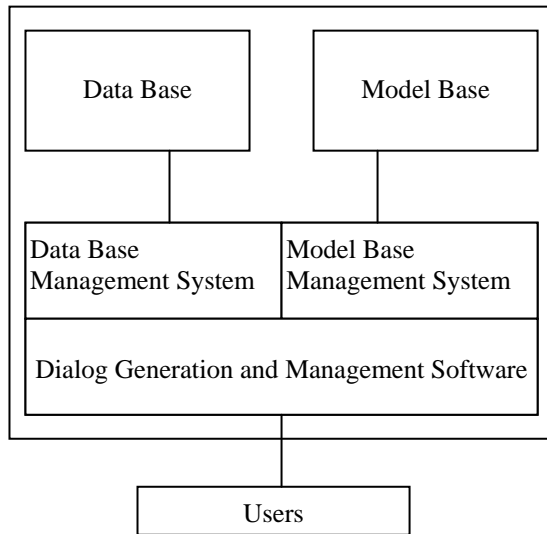 Data Base
Model Base
Data Base
Management System
Model Base
Management System
Dialog Generation and Management Software
Users